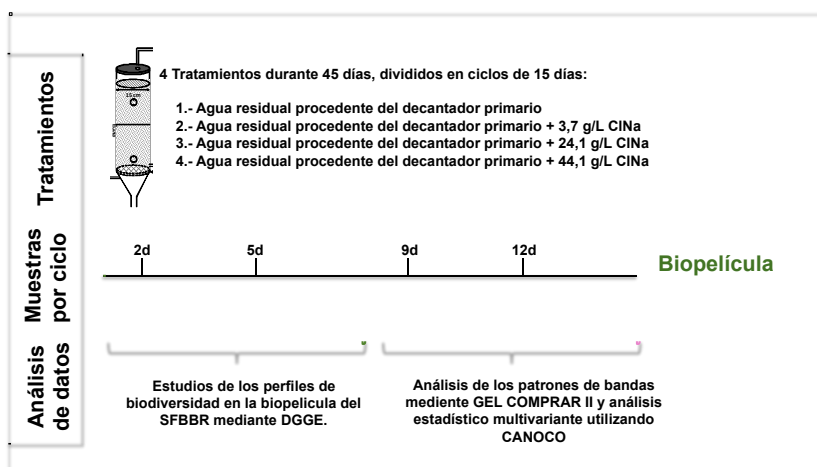 Tratamientos
4 Tratamientos durante 45 días, divididos en ciclos de 15 días:
1.- Agua residual procedente del decantador primario
2.- Agua residual procedente del decantador primario + 3,7 g/L ClNa
3.- Agua residual procedente del decantador primario + 24,1 g/L ClNa
4.- Agua residual procedente del decantador primario + 44,1 g/L ClNa
15 cm
Muestras
por ciclo
2d 5d 9d 12d
Biopelícula
Análisis
de datos
Estudios de los perfiles de
biodiversidad en la biopelicula del
SFBBR mediante DGGE.
Análisis de los patrones de bandas
mediante GEL COMPRAR II y análisis
estadístico multivariante utilizando
CANOCO